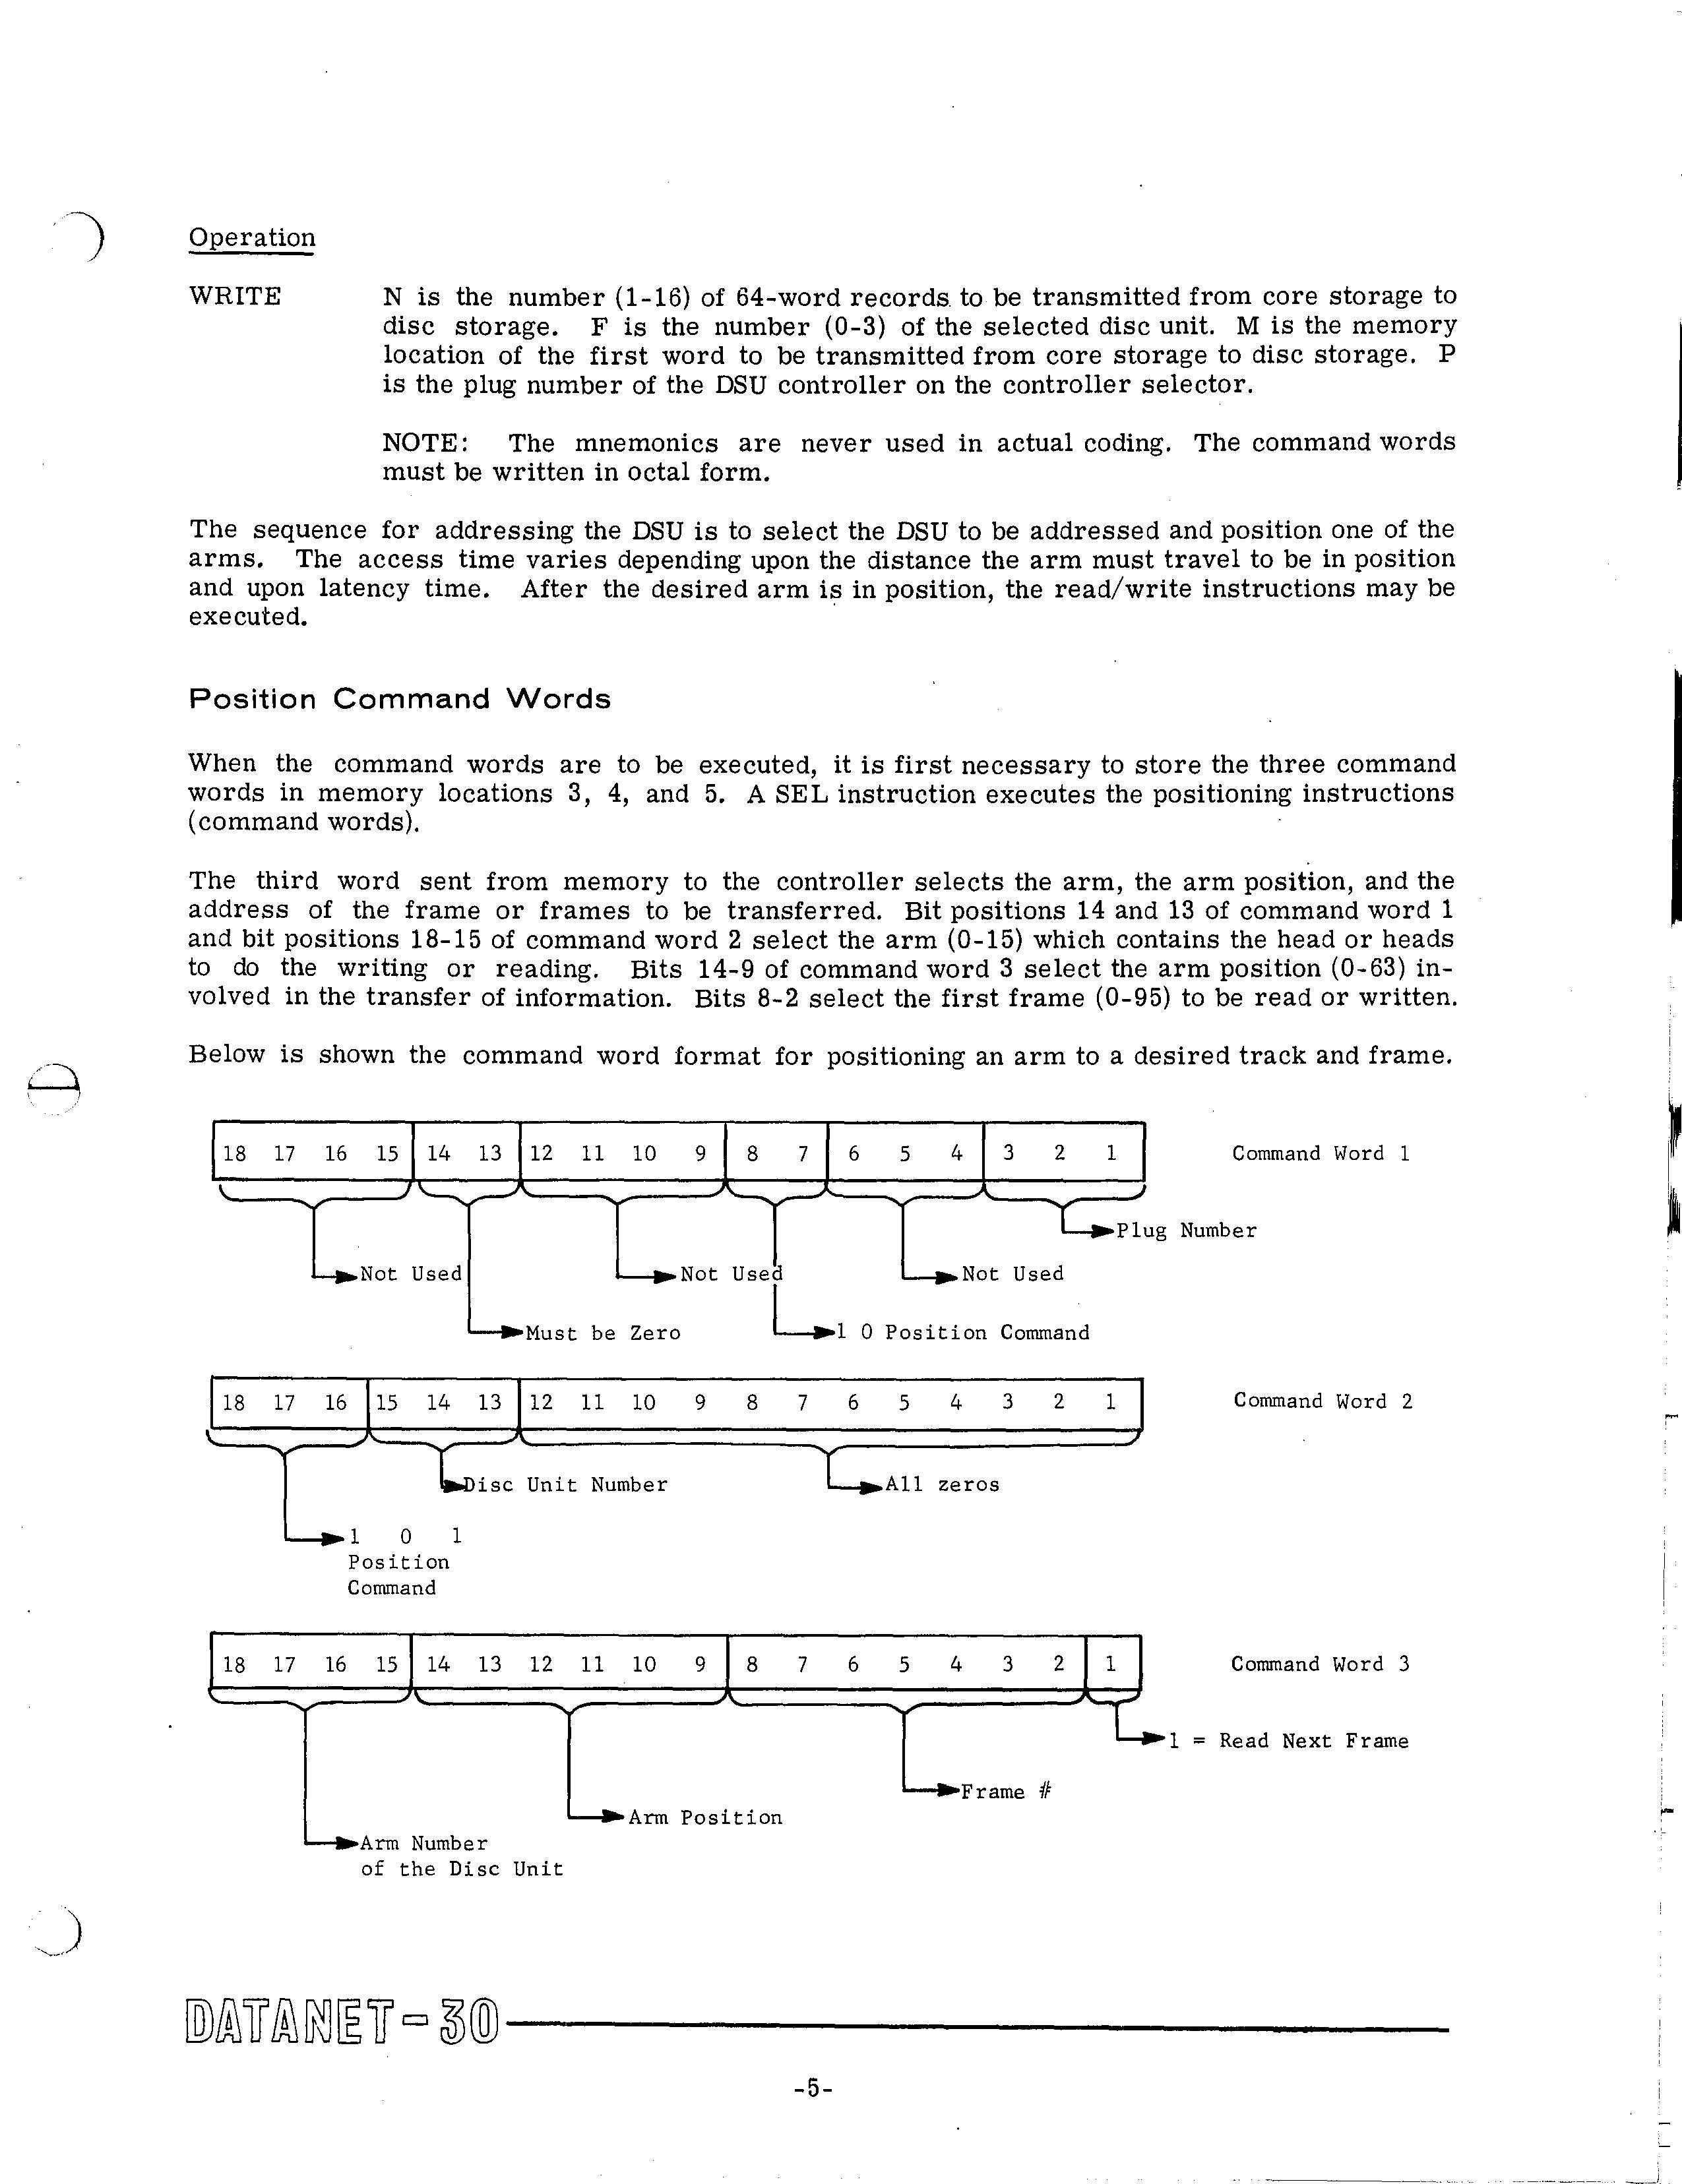 Operation
WRITE N is the number (1-16) of 64-word records to be transmitted from core storage to
disc storage. F is the number (0-3) of the selected disc unit. M is the memory
location of the first word to be transmitted from core storage to disc storage. P
is the plug number of the DSU controller on the controller selector.
NOTE: The mnemonics are never used in actual coding. The command words
must be written in octal form.
The sequence for addressing the DSU is to select the DSU to be addressed and position one of the
arms. The access time varies depending upon the distance the arm must travel to be in position
and upon latency time. After the desired arm is in position, the read/write instructions may be
executed.
Position Command Words
When the command words are to be executed, it is first necessary to store the three command
words in memory locations 3, 4, and 5. A SEL instruction executes the positioning instructions
(command words).
The third word sent from memory to the controller selects the arm, the arm position, and the
address of the frame or frames to be transferred. Bit positions 14 and 13 of command word 1
and bit positions 18-15 of command word 2 select the arm (0-15) which contains the head or heads
to do the writing or reading. Bits 14-9 of command word 3 select the arm position (0-63) in-
volved in the transfer of information. Bits 8-2 select the first frame (0-95) to be read or written.
Below is shown the command word format for positioning an arm to a desired track and frame.
18 17 16 15 14 13 12 11 10 9 8 7 6 5 4 3 2 1 Command Word 1
Plug Number
Not Used Not Used Not Used
Must be Zero 1 0 Position Command
18 17 16 15 14 13 12 11 10 9 8 7 6 5 4 3 2 1 Command Word 2
Disc Unit Number All zeros
1 0 1
Position
Command
18 17 16 15 14 13 12 11 10 9 8 7 6 5 4 3 2 1 Command Word 3
1 = Read Next Frame
Frame #
Arm Position
Arm Number
of the Disc Unit
DATANET-30
-5-